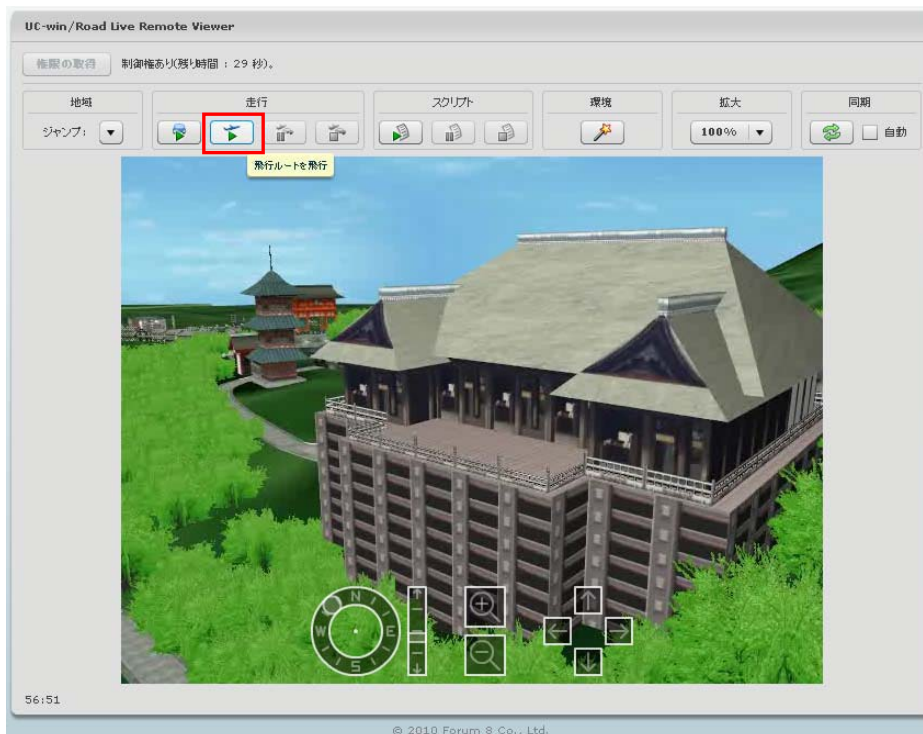 UC-win/Road Live Remote Viewer
権限の取得 制御権あり(残り時間 : 29 秒)。
地域 走行 スクリプト 環境 拡大 同期
ジャンプ: 100% 自動
飛行ルートを飛行
N
W E
S
56:51
© 2010 Forum 8 Co., Ltd.